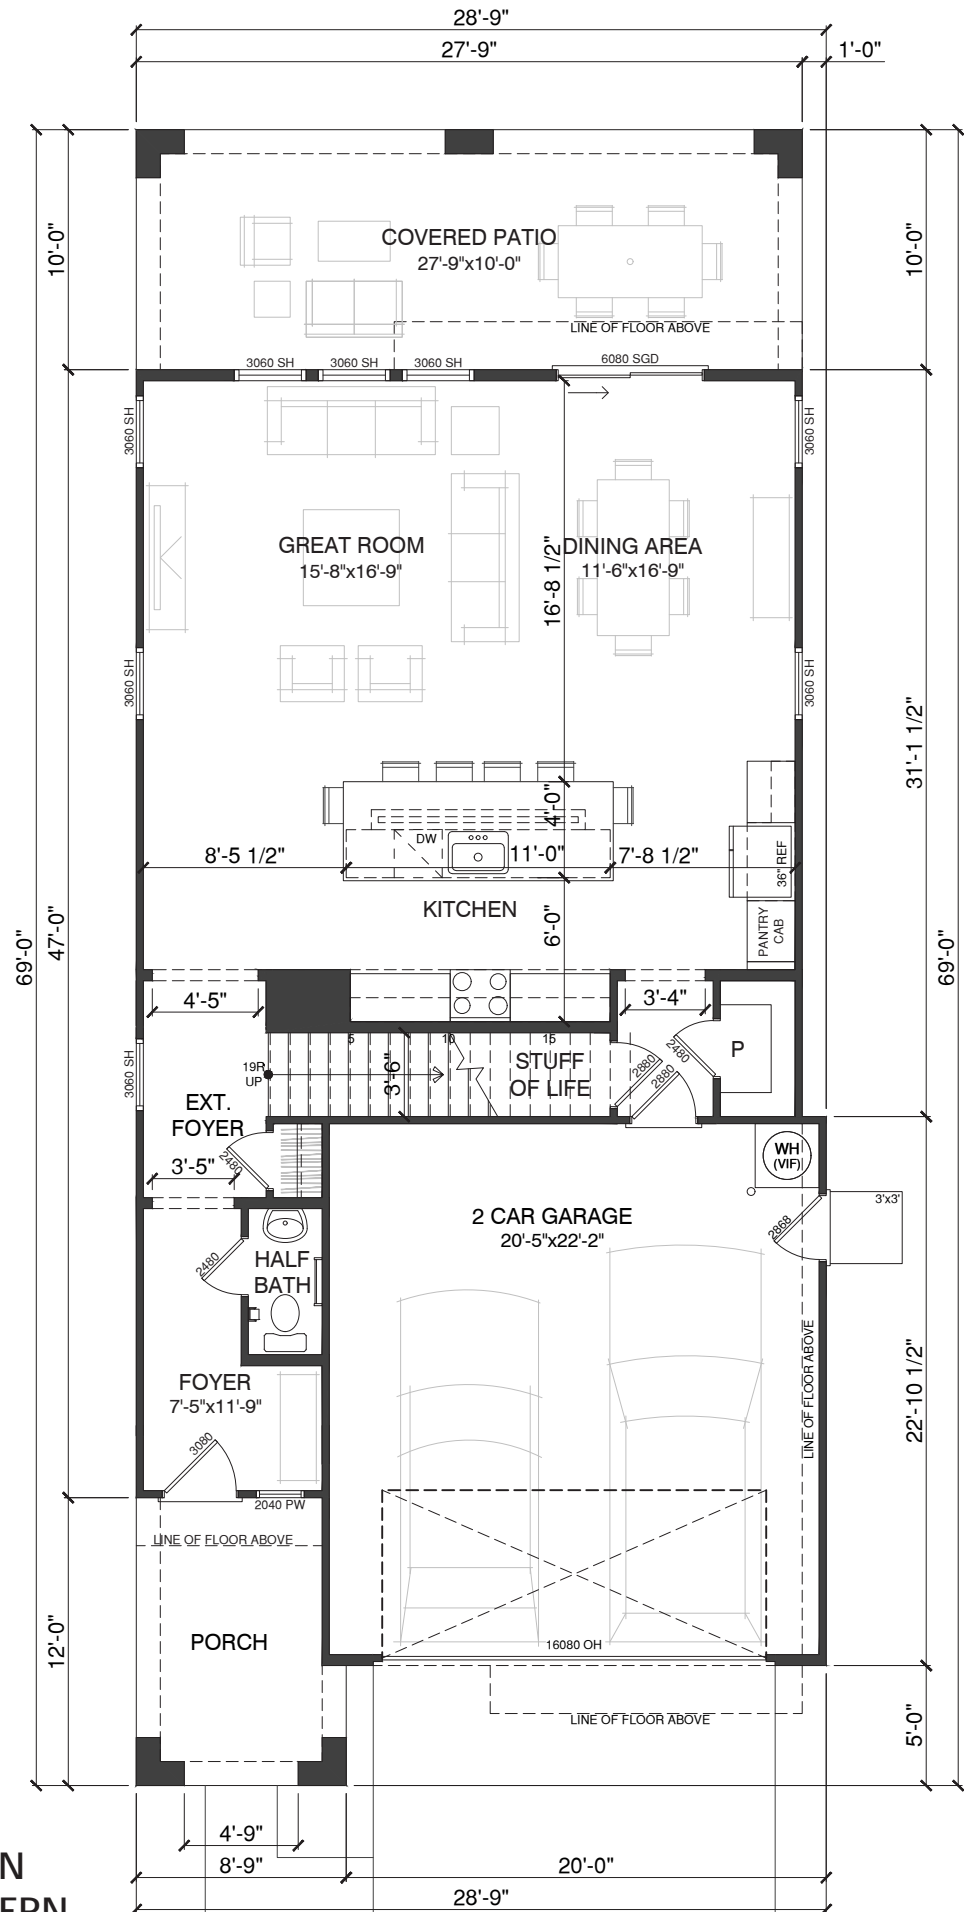 28'-9"
27'-9"
1'-0"
10'-0"
COVERED PATIO
27'-9"x10'-0"
10'-0"
LINE OF FLOOR ABOVE
3060 SH
3060 SH
3060 SH
6080 SGD
3060 SH
3060 SH
GREAT ROOM
15'-8"x16'-9"
16'-8 1/2"
DINING AREA
11'-6"x16'-9"
3060 SH
3060 SH
31'-1 1/2"
4'-0"
DW
8'-5 1/2"
11'-0"
7'-8 1/2"
36" REF
KITCHEN
6'-0"
PANTRY
CAB
69'-0"
47'-0"
69'-0"
4'-5"
3'-4"
5
10
15
P
3060 SH
19R
UP
3'-6"
STUFF
OF LIFE
2880
2880
2480
EXT.
FOYER
2480
3'-5"
WH
(VIF)
2 CAR GARAGE
20'-5"x22'-2"
2868
3'x3'
2480
HALF
BATH
LINE OF FLOOR ABOVE
22'-10 1/2"
FOYER
7'-5"x11'-9"
3080
2040 PW
LINE OF FLOOR ABOVE
PORCH
12'-0"
16080 OH
LINE OF FLOOR ABOVE
5'-0"
4'-9"
8'-9"
20'-0"
28'-9"
N
ERN